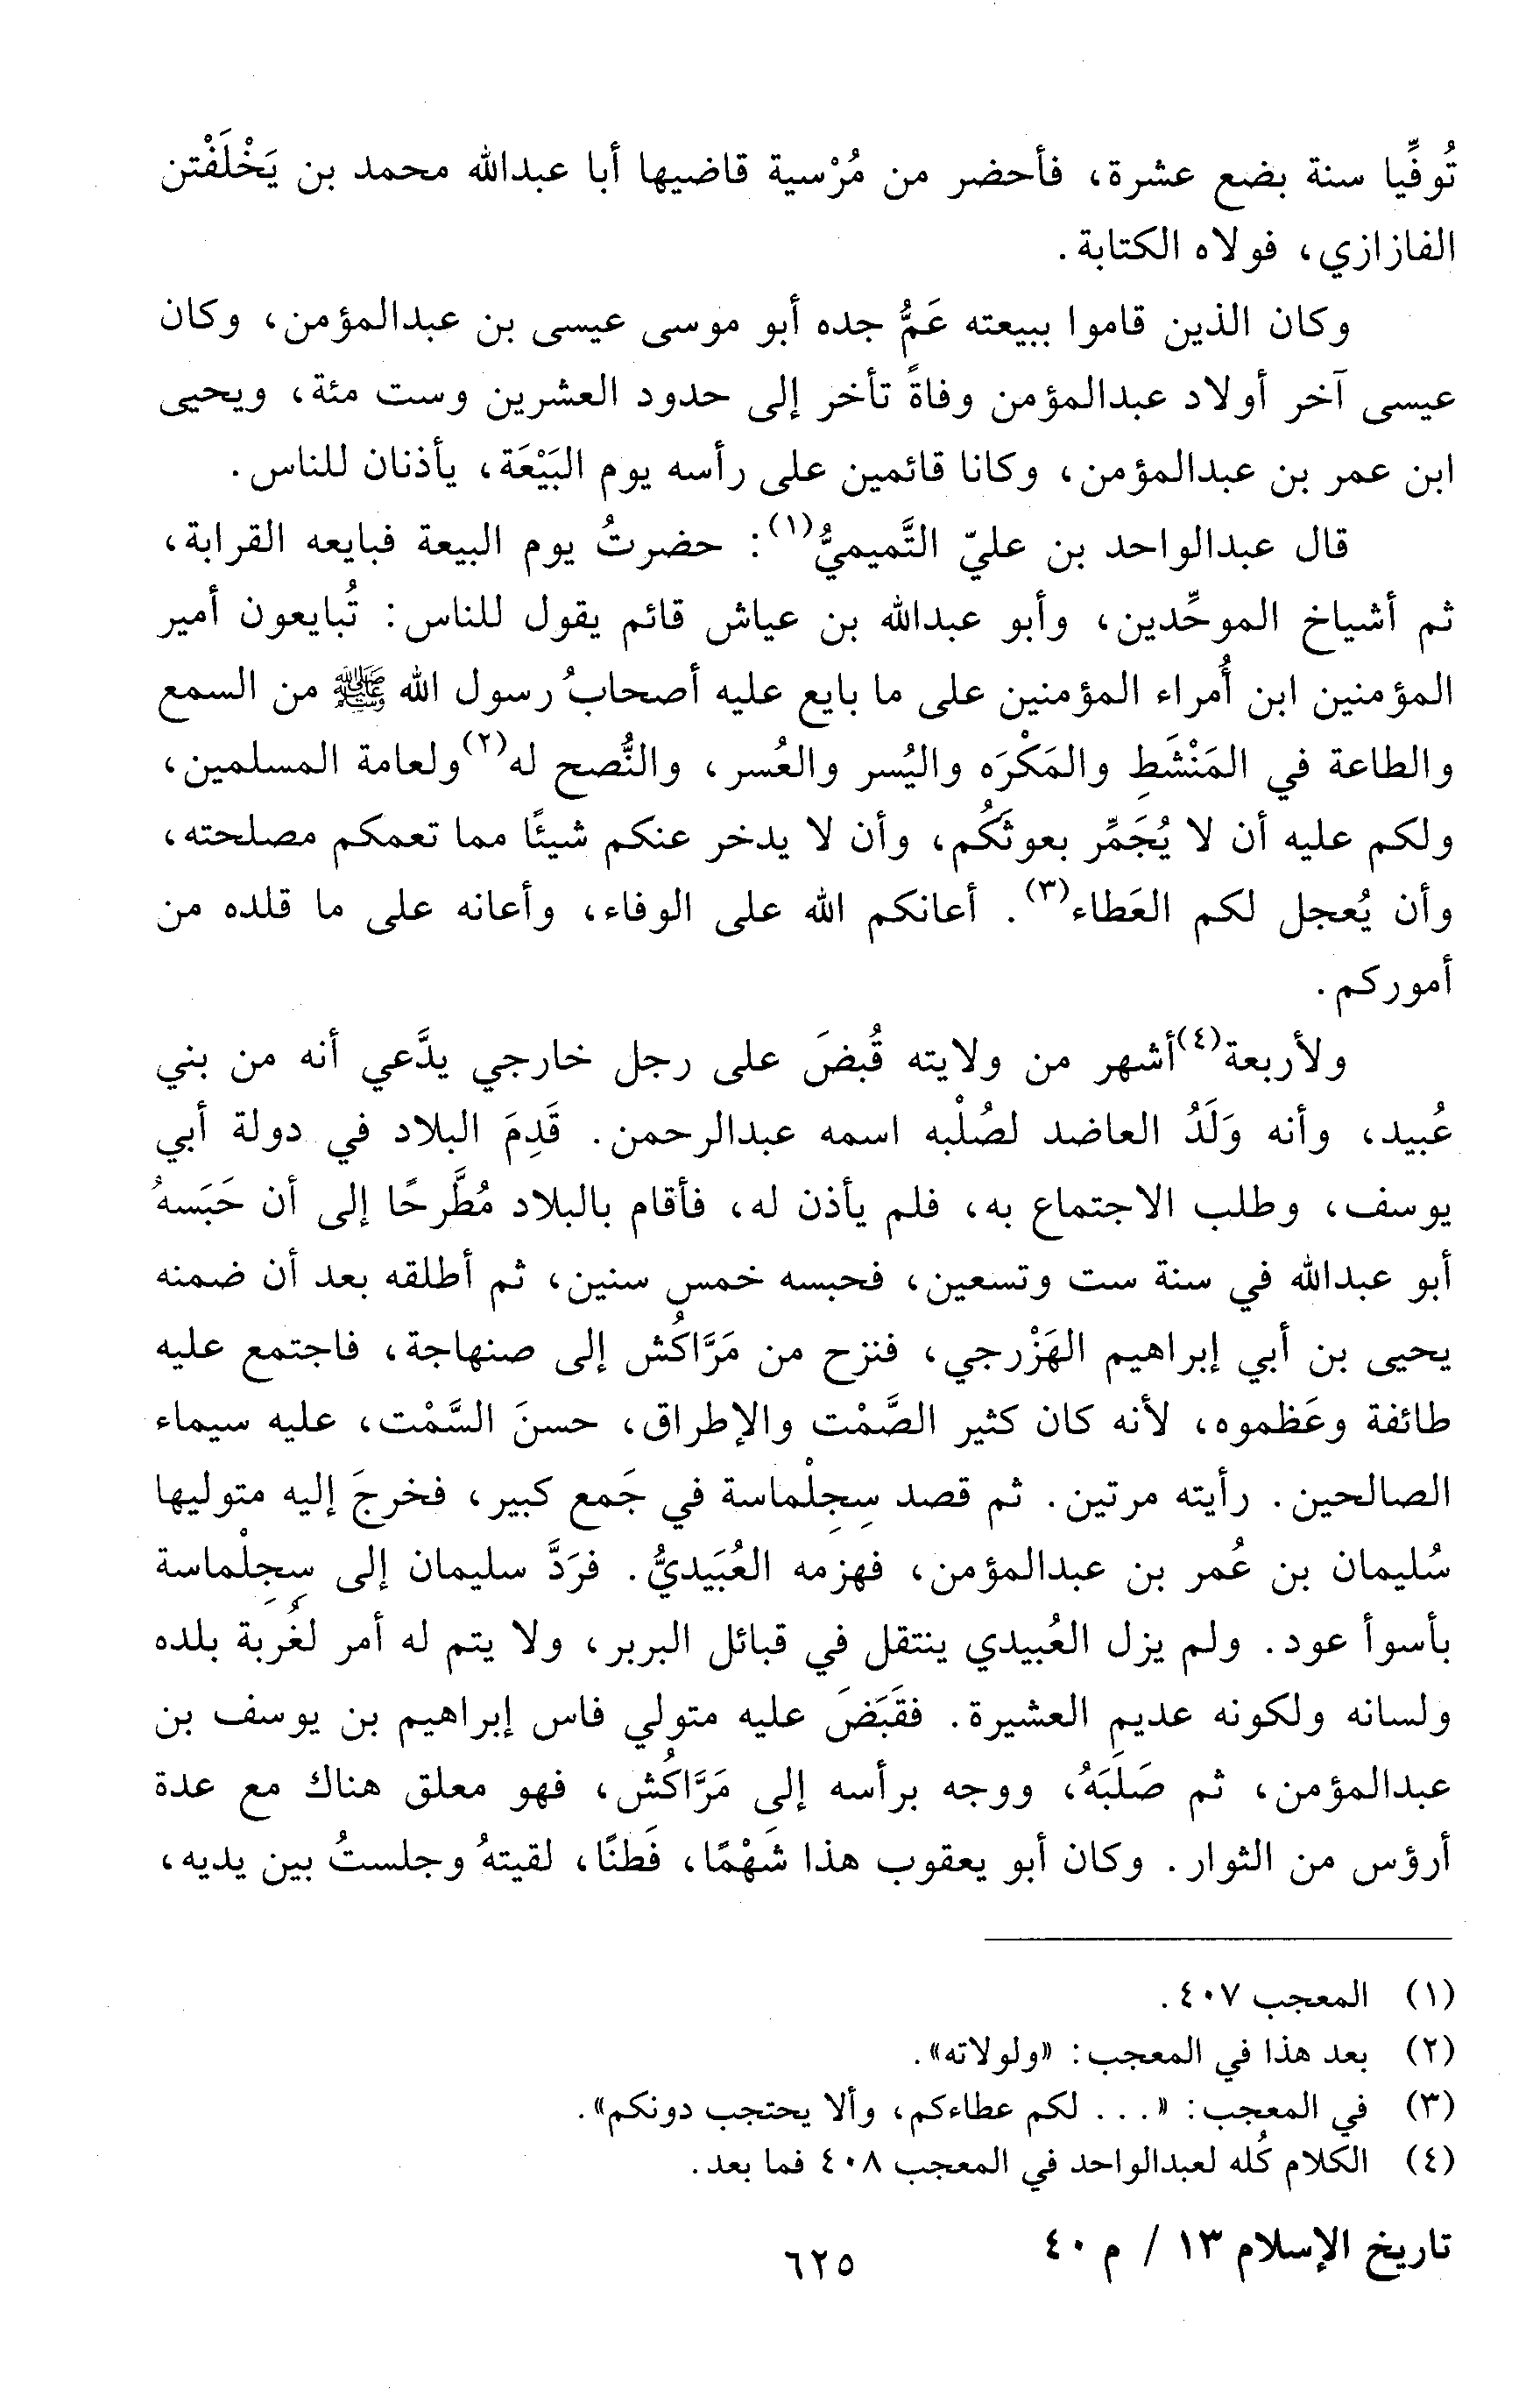 تُوفِّيا سنة بضع عشرة، فأحضر من مُرْسية قاضيها أبا عبدالله محمد بن يَخْلَفْتن
الفازازي، فولاه الكتابة.
وكان الذين قاموا ببيعته عَمُّ جده أبو موسى عيسى بن عبدالمؤمن، وكان
عيسى آخر أولاد عبدالمؤمن وفاةً تأخر إلى حدود العشرين وست مئة، ويحيى
ابن عمر بن عبدالمؤمن، وكانا قائمين على رأسه يوم البَيْعَة، يأذنان للناس.
قال عبدالواحد بن عليّ التَّميميُّ(١): حضرتُ يوم البيعة فبايعه القرابة،
ثم أشياخ الموحِّدين، وأبو عبدالله بن عياش قائم يقول للناس: تُبايعون أمير
المؤمنين ابن أُمراء المؤمنين على ما بايع عليه أصحابُ رسول الله ﷺ من السمع
والطاعة في المَنْشَطِ والمَكْرَه واليُسر والعُسر، والنُّصح له(٢) ولعامة المسلمين،
ولكم عليه أن لا يُجَمِّر بعوثَكُم، وأن لا يدخر عنكم شيئًا مما تعمكم مصلحته،
وأن يُعجل لكم العَطاء(٣). أعانكم الله على الوفاء، وأعانه على ما قلده من
أموركم.
ولأربعة(٤) أشهر من ولايته قُبضَ على رجل خارجي يدَّعي أنه من بني
عُبيد، وأنه وَلَدُ العاضد لصُلْبه اسمه عبدالرحمن. قَدِمَ البلاد في دولة أبي
يوسف، وطلب الاجتماع به، فلم يأذن له، فأقام بالبلاد مُطَّرحًا إلى أن حَبَسهُ
أبو عبدالله في سنة ست وتسعين، فحبسه خمس سنين، ثم أطلقه بعد أن ضمنه
يحيى بن أبي إبراهيم الهَزْرجي، فنزح من مَرَّاكُش إلى صنهاجة، فاجتمع عليه
طائفة وعَظموه، لأنه كان كثير الصَّمْت والإطراق، حسنَ السَّمْت، عليه سيماء
الصالحين. رأيته مرتين. ثم قصد سِجِلْماسة في جَمع كبير، فخرجَ إليه متوليها
سُليمان بن عُمر بن عبدالمؤمن، فهزمه العُبَيديُّ. فرَدَّ سليمان إلى سِجِلْماسة
بأسوأ عود. ولم يزل العُبيدي ينتقل في قبائل البربر، ولا يتم له أمر لغُربة بلده
ولسانه ولكونه عديم العشيرة. فقَبَضَ عليه متولي فاس إبراهيم بن يوسف بن
عبدالمؤمن، ثم صَلَبَهُ، ووجه برأسه إلى مَرَّاكُش، فهو معلق هناك مع عدة
أرؤس من الثوار. وكان أبو يعقوب هذا شَهْمًا، فَطنًا، لقيتهُ وجلستُ بين يديه،
(١) المعجب ٤٠٧.
(٢) بعد هذا في المعجب: «ولولاته».
(٣) في المعجب: «... لكم عطاءكم، وألا يحتجب دونكم».
(٤) الكلام كُله لعبدالواحد في المعجب ٤٠٨ فما بعد.
تاريخ الإسلام ١٣ / م ٤٠
٦٢٥